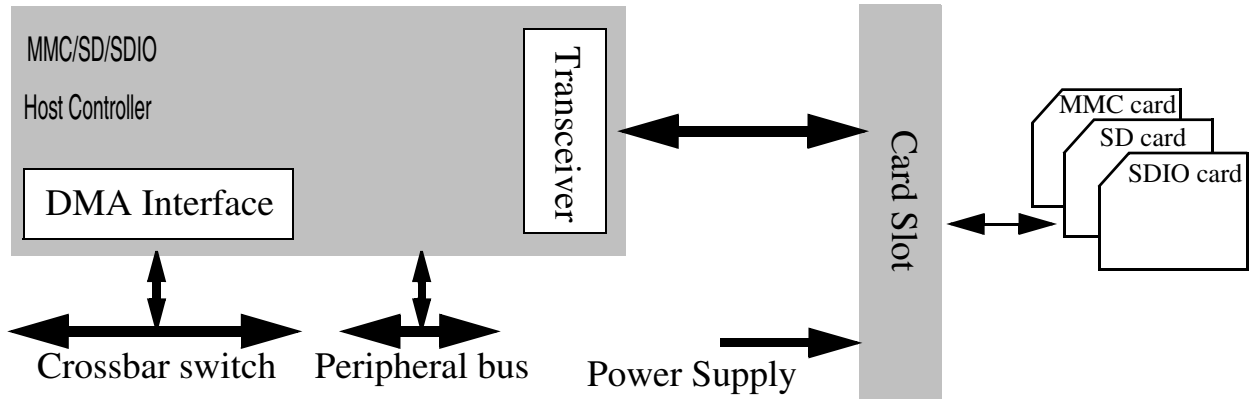 MMC/SD/SDIO
Host Controller
Transceiver
DMA Interface
Card Slot
MMC card
SD card
SDIO card
Crossbar switch
Peripheral bus
Power Supply